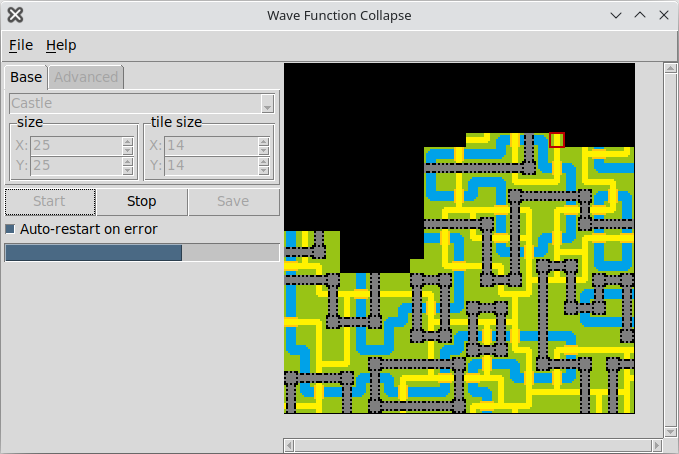 Wave Function Collapse
File Help
Base Advanced
Castle
size tile size
X: 25 X: 14
Y: 25 Y: 14
Start Stop Save
Auto-restart on error